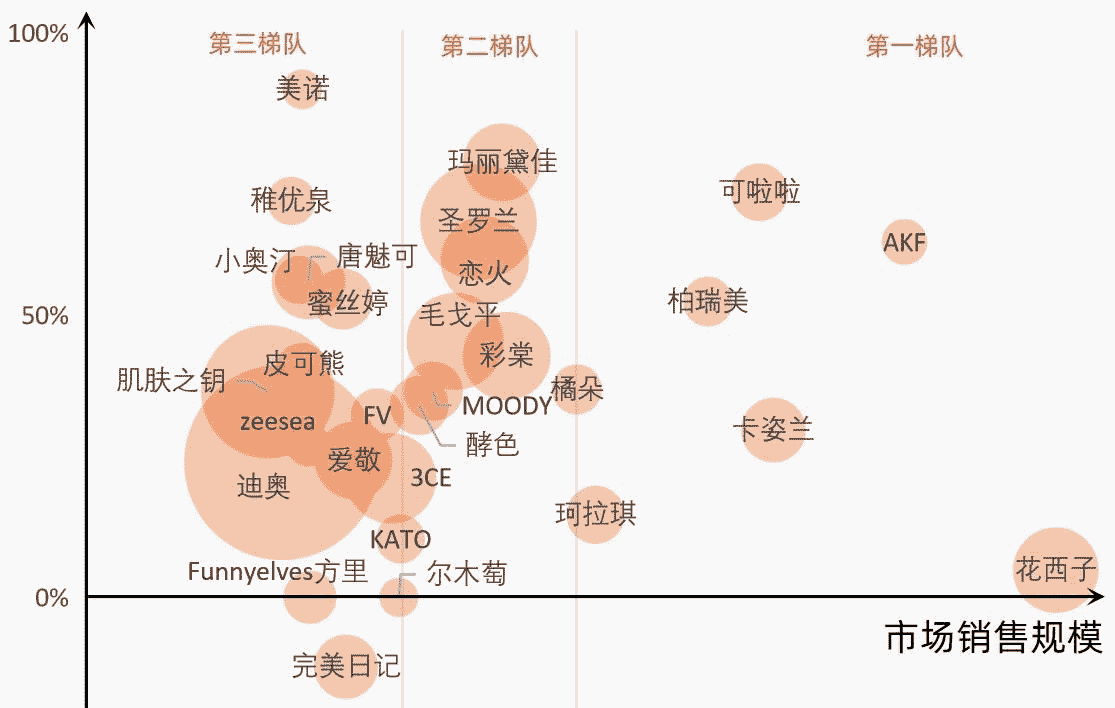 100%
第三梯队
第二梯队
第一梯队
美诺
玛丽黛佳
稚优泉
可啦啦
圣罗兰
小奥汀
唐魅可
AKF
恋火
蜜丝婷
柏瑞美
50%
毛戈平
彩棠
皮可熊
肌肤之钥
橘朵
MOODY
FV
zeesea
卡姿兰
酵色
爱敬
3CE
迪奥
珂拉琪
KATO
Funnyelves方里
尔木萄
花西子
0%
市场销售规模
完美日记